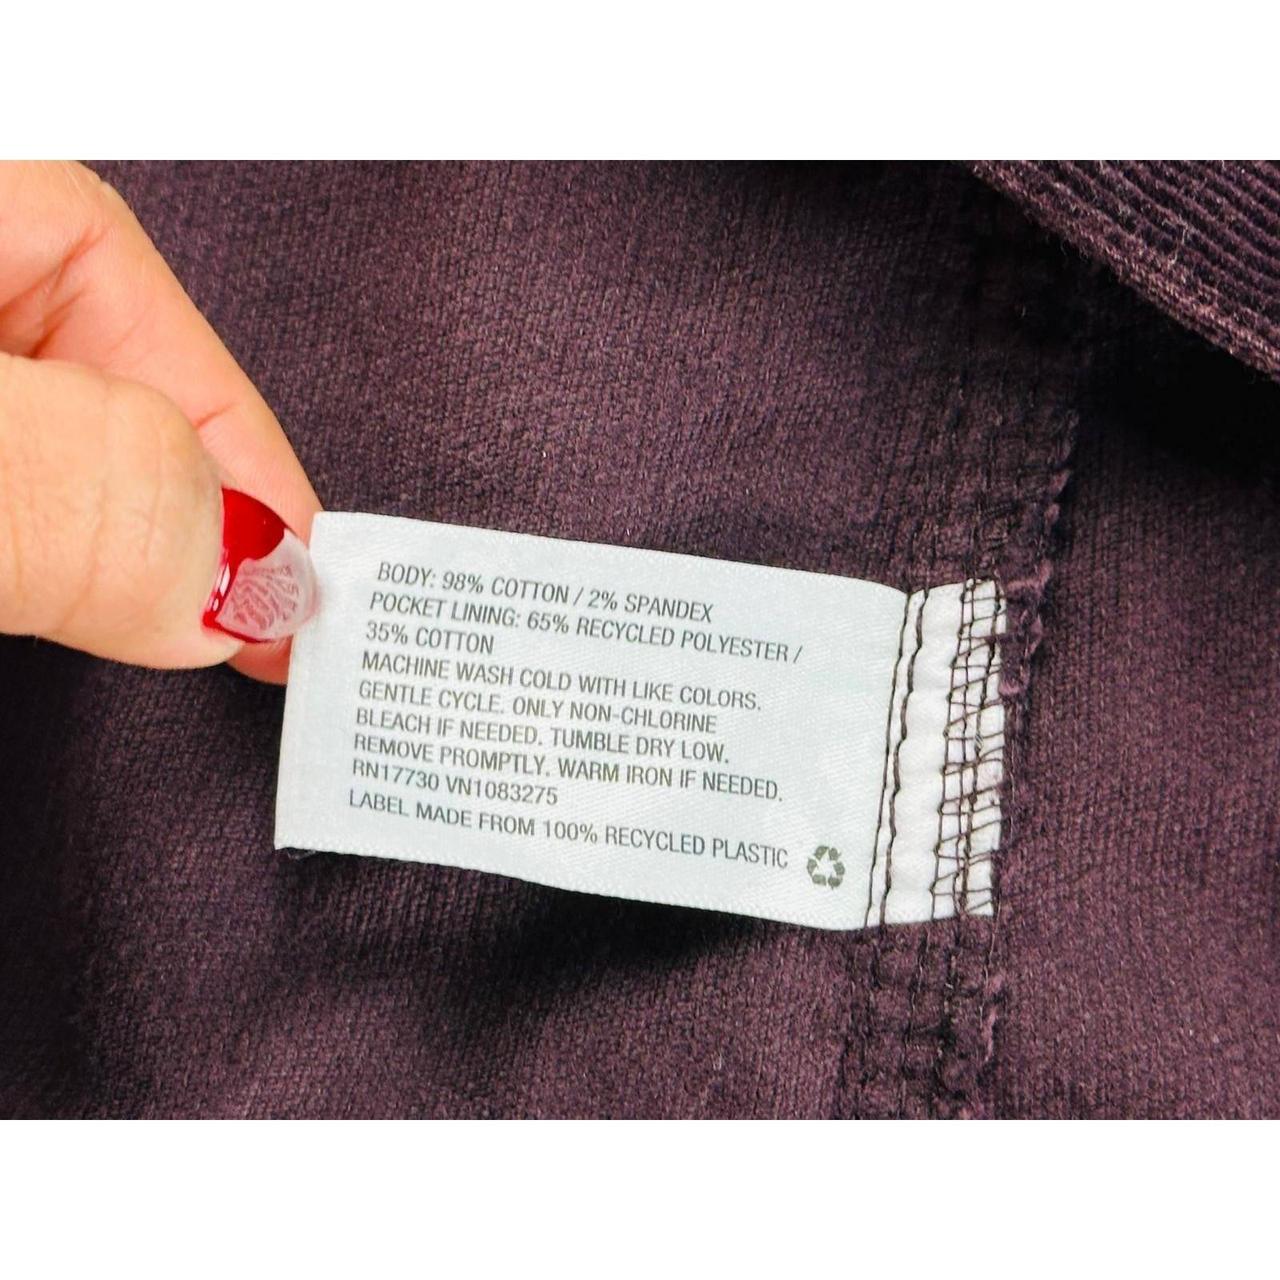 BODY: 98% COTTON / 2% SPANDEX
POCKET LINING: 65% RECYCLED POLYESTER /
35% COTTON
MACHINE WASH COLD WITH LIKE COLORS.
GENTLE CYCLE. ONLY NON-CHLORINE
BLEACH IF NEEDED. TUMBLE DRY LOW.
REMOVE PROMPTLY. WARM IRON IF NEEDED.
RN17730 VN1083275
LABEL MADE FROM 100% RECYCLED PLASTIC